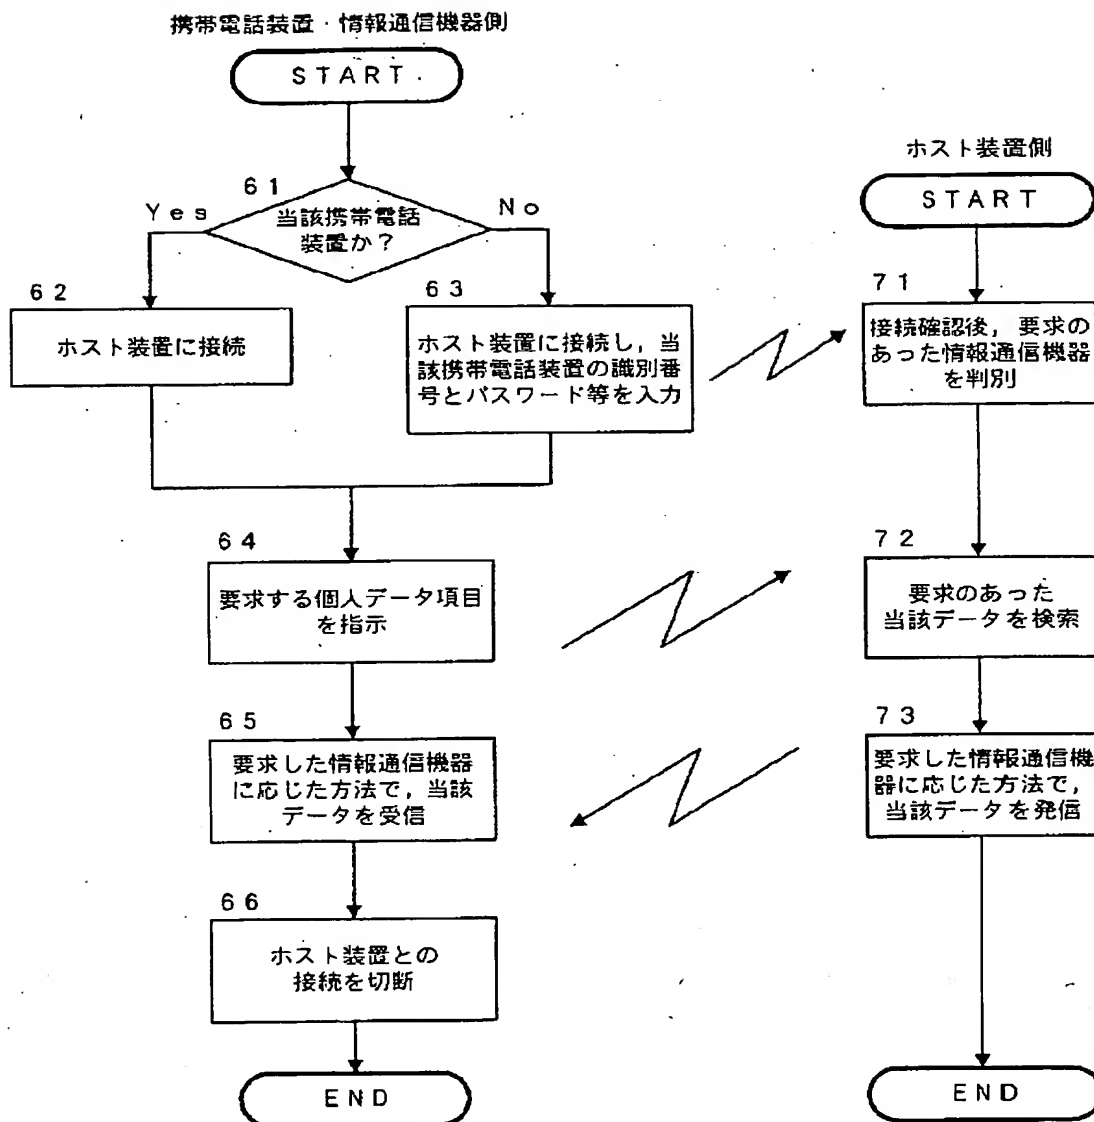 携帯電話装置・情報通信機器側
START
61
当該携帯電話
装置か？
Yes
No
62
ホスト装置に接続
63
ホスト装置に接続し，当
該携帯電話装置の識別番
号とパスワード等を入力
64
要求する個人データ項目
を指示
65
要求した情報通信機器
に応じた方法で，当該
データを受信
66
ホスト装置との
接続を切断
END
ホスト装置側
START
71
接続確認後，要求の
あった情報通信機器
を判別
72
要求のあった
当該データを検索
73
要求した情報通信機
器に応じた方法で，
当該データを発信
END